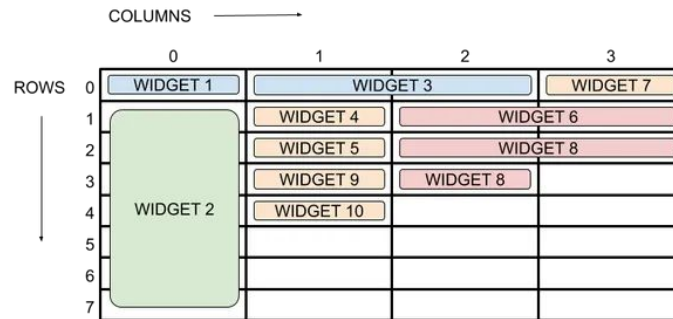 COLUMNS
0 1 2 3
ROWS 0 WIDGET 1 WIDGET 3 WIDGET 7
1 WIDGET 4 WIDGET 6
2 WIDGET 5 WIDGET 8
3 WIDGET 9 WIDGET 8
4 WIDGET 2 WIDGET 10
5
6
7